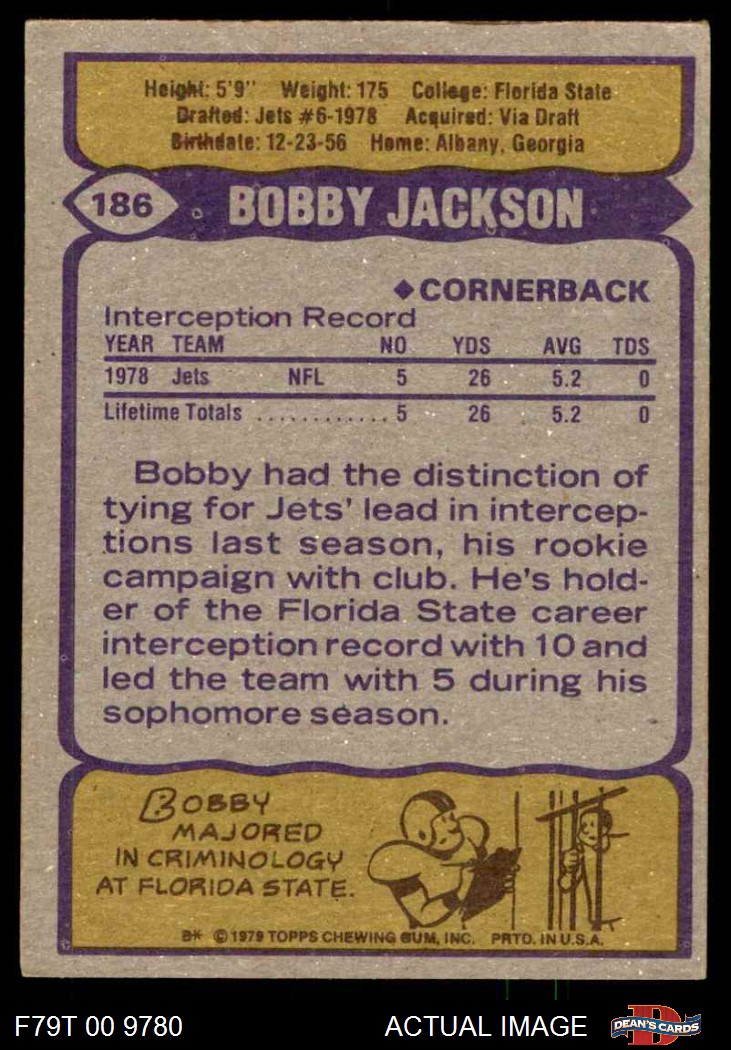 Height: 5'9" Weight: 175 College: Florida State
Drafted: Jets #6-1978 Acquired: Via Draft
Birthdate: 12-23-56 Home: Albany, Georgia
186 BOBBY JACKSON
◆CORNERBACK
Interception Record
YEAR TEAM NO YDS AVG TDS
1978 Jets NFL 5 26 5.2 0
Lifetime Totals ............ 5 26 5.2 0
Bobby had the distinction of
tying for Jets' lead in intercep-
tions last season, his rookie
campaign with club. He's hold-
er of the Florida State career
interception record with 10 and
led the team with 5 during his
sophomore season.
BOBBY
MAJORED
IN CRIMINOLOGY
AT FLORIDA STATE.
B* © 1979 TOPPS CHEWING GUM, INC. PRTD. IN U.S.A.
F79T 00 9780 ACTUAL IMAGE D DEAN'S CARDS